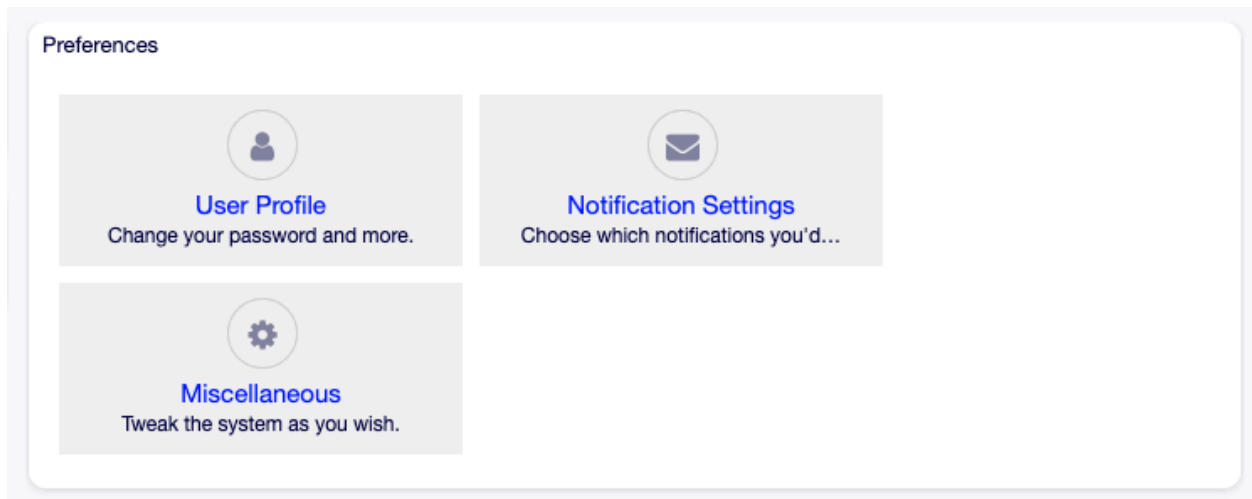 Preferences
User Profile
Change your password and more.
Notification Settings
Choose which notifications you'd...
Miscellaneous
Tweak the system as you wish.